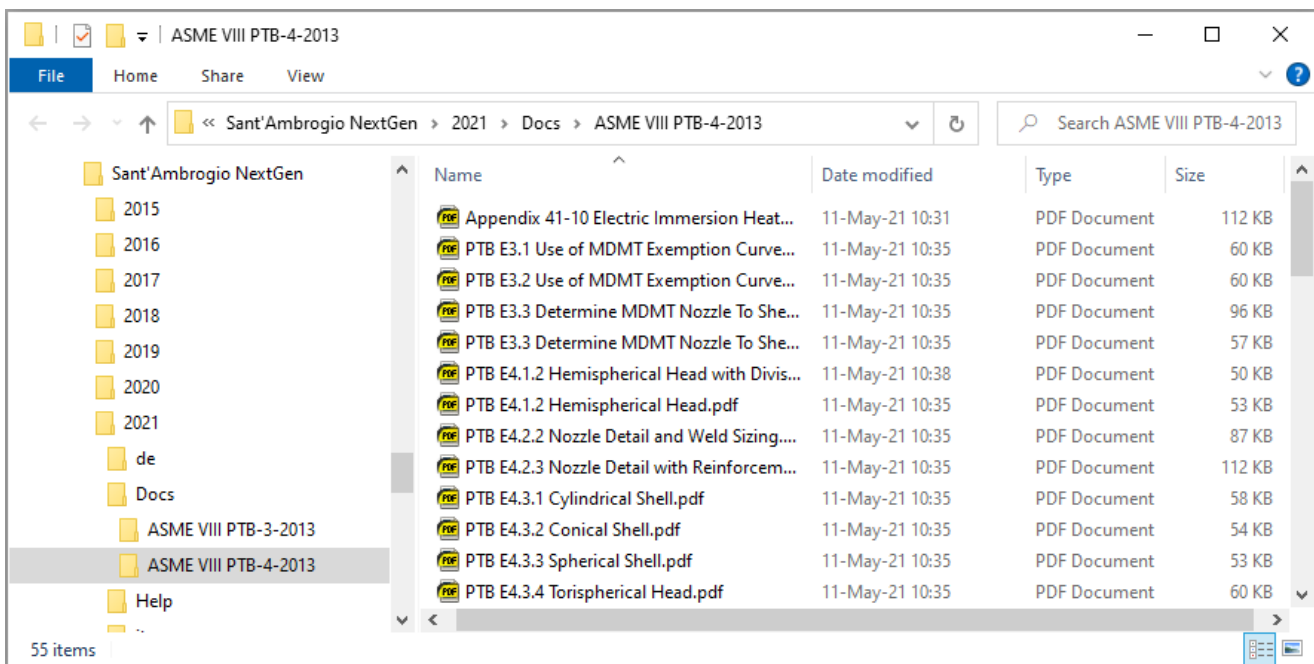 ASME VIII PTB-4-2013
File Home Share View
« Sant'Ambrogio NextGen › 2021 › Docs › ASME VIII PTB-4-2013 Search ASME VIII PTB-4-2013
Sant'Ambrogio NextGen
2015
2016
2017
2018
2019
2020
2021
de
Docs
ASME VIII PTB-3-2013
ASME VIII PTB-4-2013
Help
Name Date modified Type Size
PDF Appendix 41-10 Electric Immersion Heat... 11-May-21 10:31 PDF Document 112 KB
PDF PTB E3.1 Use of MDMT Exemption Curve... 11-May-21 10:35 PDF Document 60 KB
PDF PTB E3.2 Use of MDMT Exemption Curve... 11-May-21 10:35 PDF Document 60 KB
PDF PTB E3.3 Determine MDMT Nozzle To She... 11-May-21 10:35 PDF Document 96 KB
PDF PTB E3.3 Determine MDMT Nozzle To She... 11-May-21 10:35 PDF Document 57 KB
PDF PTB E4.1.2 Hemispherical Head with Divis... 11-May-21 10:38 PDF Document 50 KB
PDF PTB E4.1.2 Hemispherical Head.pdf 11-May-21 10:35 PDF Document 53 KB
PDF PTB E4.2.2 Nozzle Detail and Weld Sizing.... 11-May-21 10:35 PDF Document 87 KB
PDF PTB E4.2.3 Nozzle Detail with Reinforcem... 11-May-21 10:35 PDF Document 112 KB
PDF PTB E4.3.1 Cylindrical Shell.pdf 11-May-21 10:35 PDF Document 58 KB
PDF PTB E4.3.2 Conical Shell.pdf 11-May-21 10:35 PDF Document 54 KB
PDF PTB E4.3.3 Spherical Shell.pdf 11-May-21 10:35 PDF Document 53 KB
PDF PTB E4.3.4 Torispherical Head.pdf 11-May-21 10:35 PDF Document 60 KB
55 items